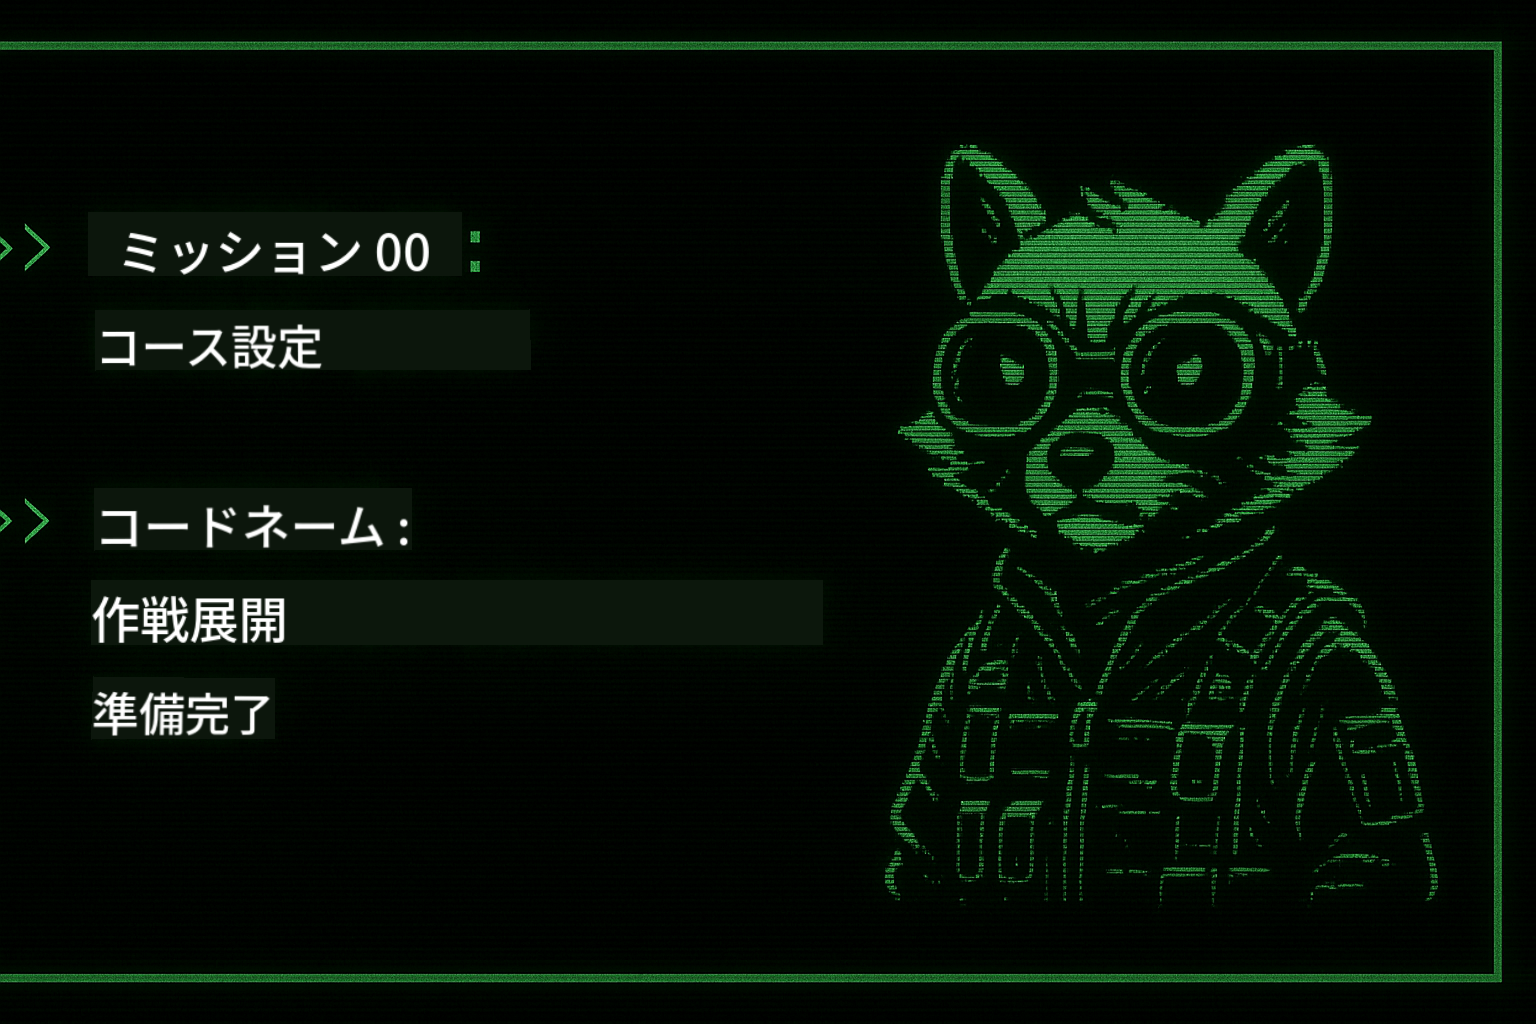 >> ミッション 00 :
コース設定
>> コードネーム :
作戦展開
準備完了